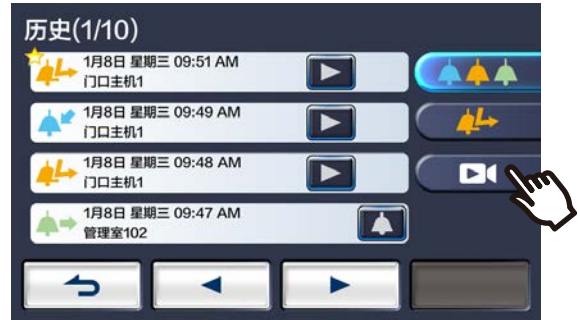 历史(1/10)
1月8日 星期三 09:51 AM
门口主机1
1月8日 星期三 09:49 AM
门口主机1
1月8日 星期三 09:48 AM
门口主机1
1月8日 星期三 09:47 AM
管理室102